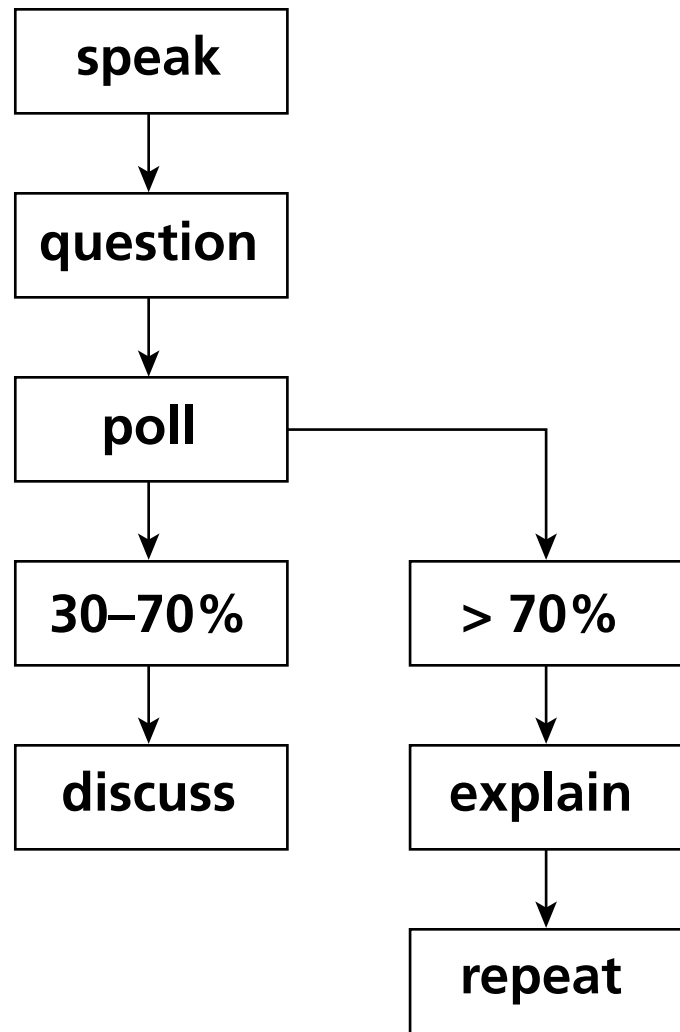 speak
question
poll
30–70%
> 70%
discuss
explain
repeat